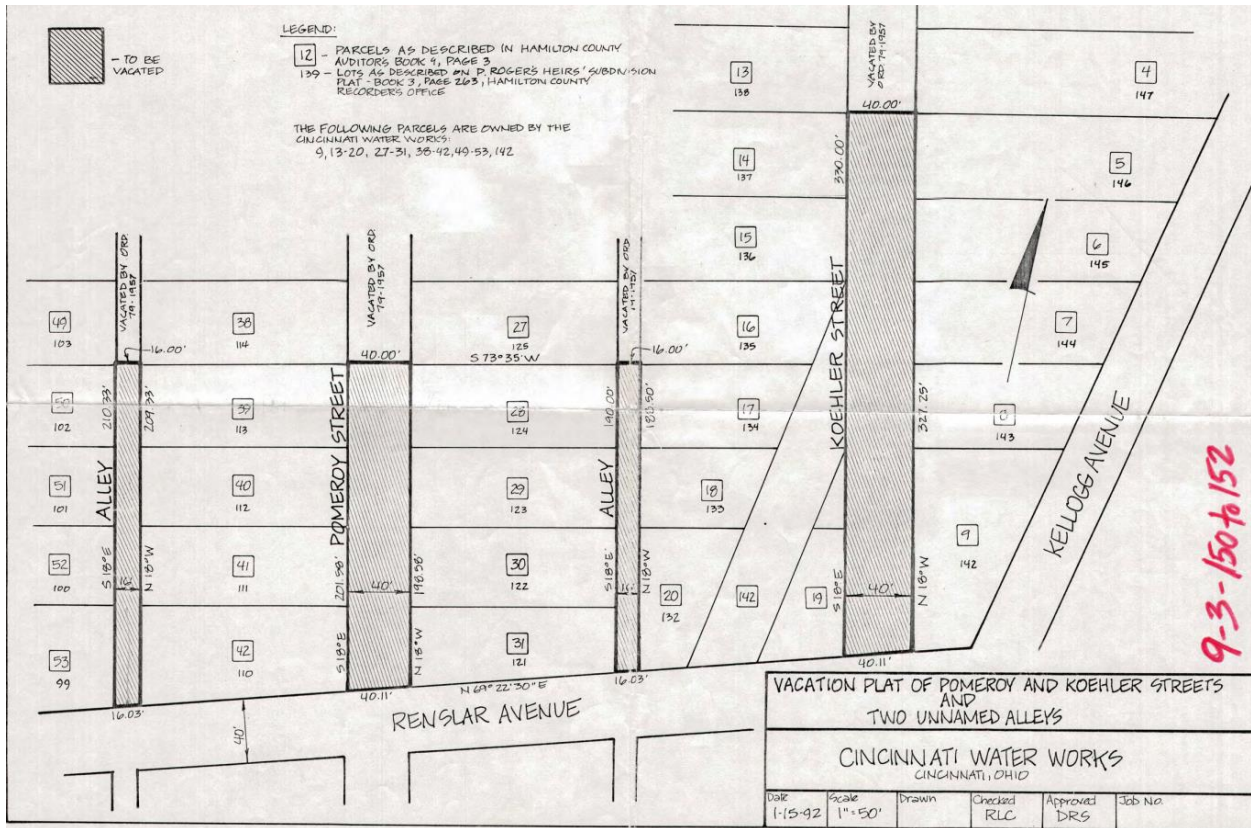 LEGEND:
- TO BE
VACATED
12 - PARCELS AS DESCRIBED IN HAMILTON COUNTY
AUDITORS BOOK 9, PAGE 3
139 - LOTS AS DESCRIBED ON P. ROGER'S HEIRS' SUBDIVISION
PLAT - BOOK 3, PAGE 263, HAMILTON COUNTY
RECORDER'S OFFICE
THE FOLLOWING PARCELS ARE OWNED BY THE
CINCINNATI WATER WORKS:
9, 13-20, 27-31, 38-42, 49-53, 142
VACATED BY
ORD. 79-1957
40.00'
13
138
4
147
14
137
330.00'
5
146
15
136
6
145
VACATED BY ORD.
79-1957
VACATED BY ORD.
79-1957
VACATED BY ORD.
49
103
38
114
27
125
16
135
7
144
16.00'
40.00'
S 73° 35' W
16.00'
KOEHLER STREET
102
210.33'
209.33'
39
113
28
124
190.00'
17
134
327.25'
143
51
101
ALLEY
40
112
POMEROY STREET
29
123
ALLEY
18
133
KELLOGG AVENUE
52
100
S 18° E
16'
N 18° W
41
111
201.58'
40'
198.58'
30
122
S 18° E
N 18° W
20
132
142
19
S 18° E
40'
N 18° W
9
142
53
99
42
110
S 18° E
N 18° W
31
121
16.03'
40.11'
N 69° 22' 30" E
16.03'
40.11'
RENSLAR AVENUE
40'
9-3-150 to 152
VACATION PLAT OF POMEROY AND KOEHLER STREETS
AND
TWO UNNAMED ALLEYS
CINCINNATI WATER WORKS
CINCINNATI, OHIO
Date
1-15-92
Scale
1"=50'
Drawn
Checked
RLC
Approved
DRS
Job No.